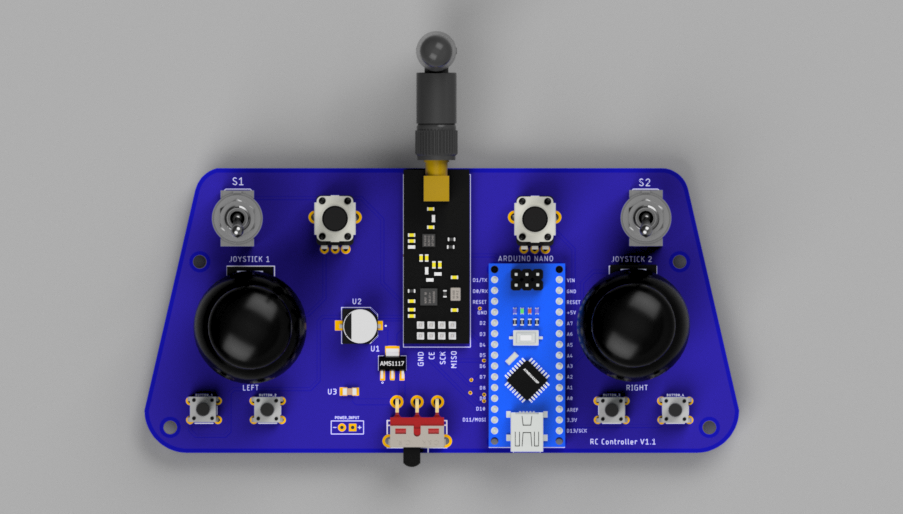 S1
S2
JOYSTICK 1
ARDUINO NANO
JOYSTICK 2
D1/TX
VIN
D0/RX
GND
RESET
RESET
GND
+5V
D2
A7
D3
A6
D4
A5
D5
A4
D6
A3
D7
A2
D8
A1
A0
D10
AREF
3.3V
D11/MOSI
D13/SCK
U2
U1
AMS1117
GND
CE
SCK
MISO
LEFT
RIGHT
U3
POWER_INPUT
- +
RC Controller V1.1